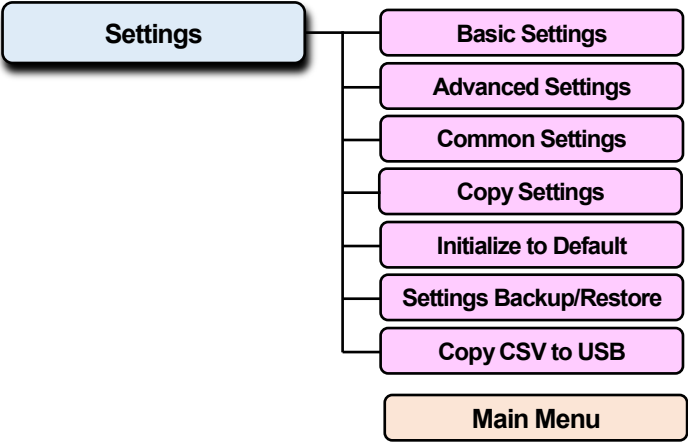 Settings
Basic Settings
Advanced Settings
Common Settings
Copy Settings
Initialize to Default
Settings Backup/Restore
Copy CSV to USB
Main Menu